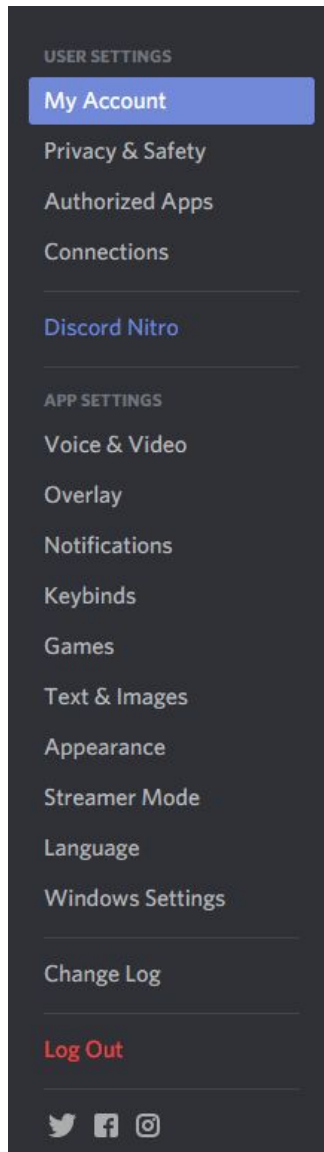 USER SETTINGS
My Account
Privacy & Safety
Authorized Apps
Connections
Discord Nitro
APP SETTINGS
Voice & Video
Overlay
Notifications
Keybinds
Games
Text & Images
Appearance
Streamer Mode
Language
Windows Settings
Change Log
Log Out